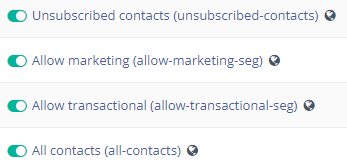 Unsubscribed contacts (unsubscribed-contacts)
Allow marketing (allow-marketing-seg)
Allow transactional (allow-transactional-seg)
All contacts (all-contacts)